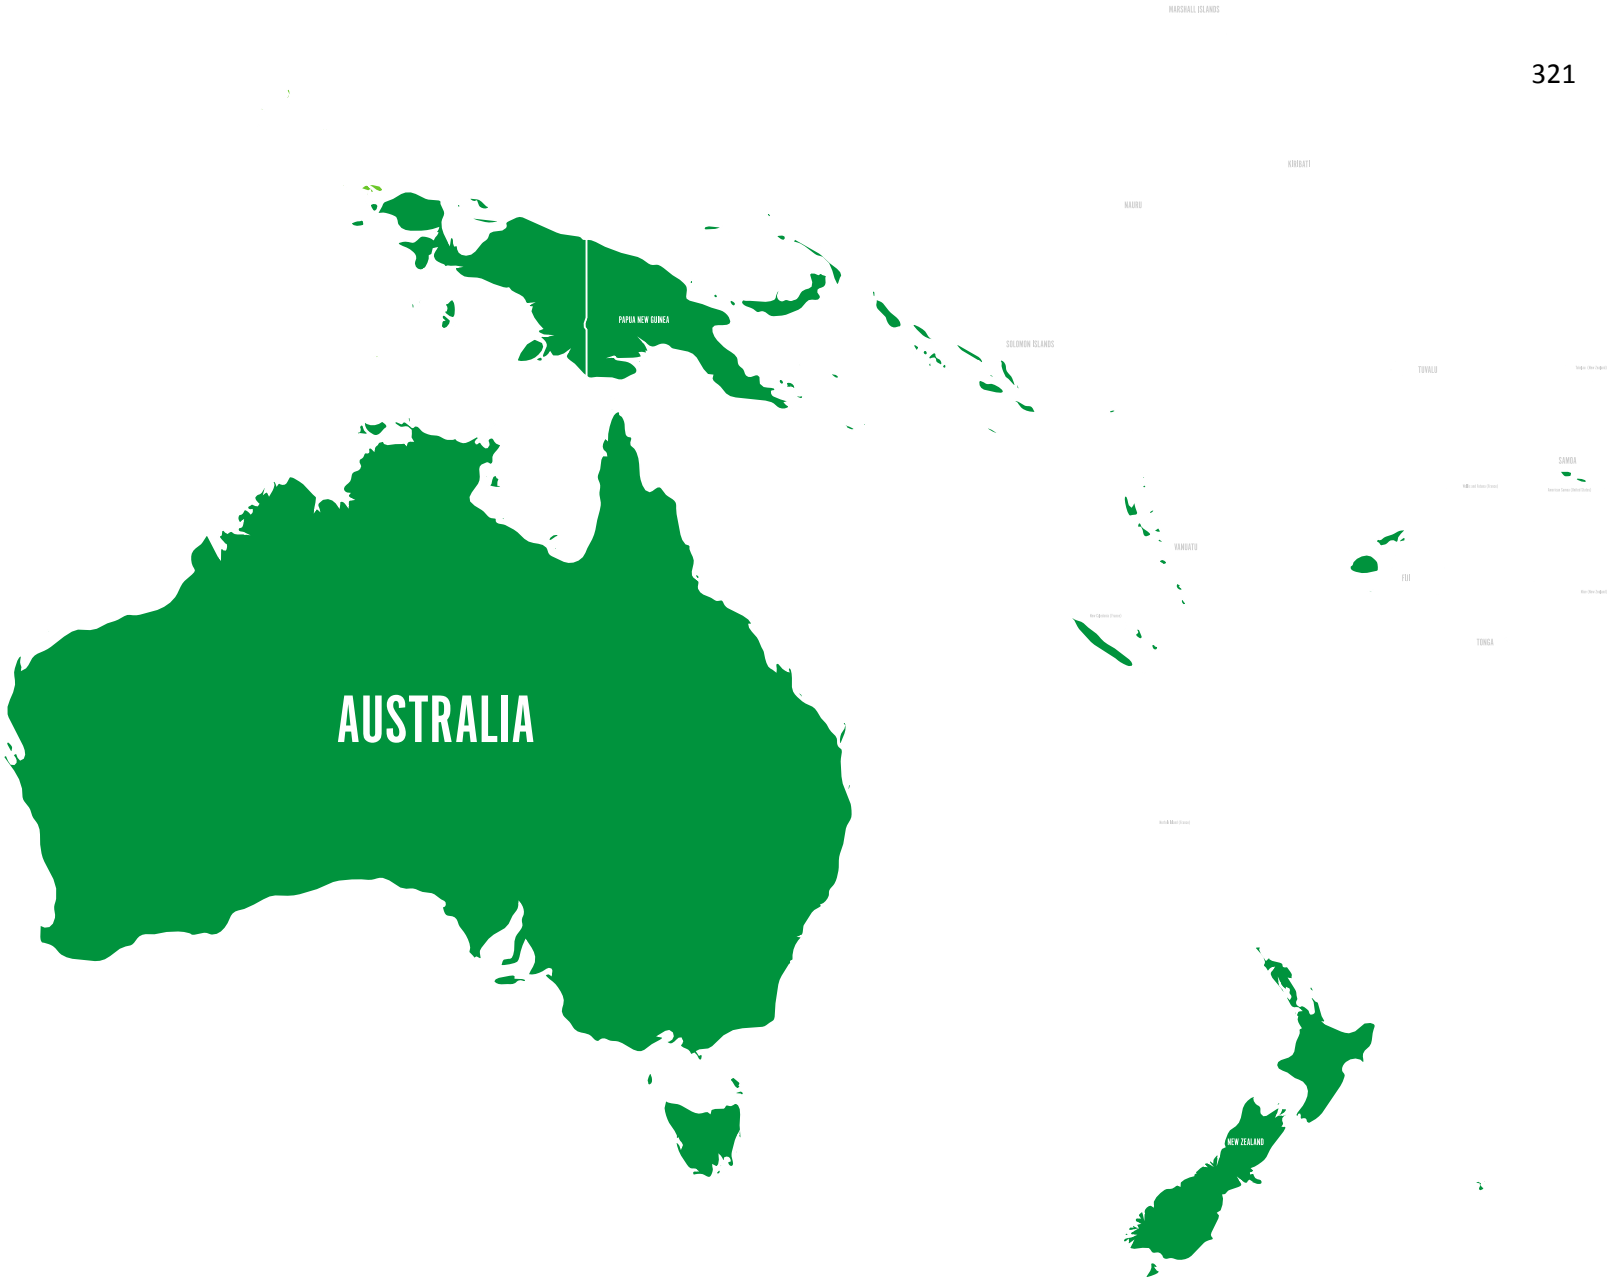 MARSHALL ISLANDS
321
KIRIBATI
NAURU
PAPUA NEW GUINEA
SOLOMON ISLANDS
TUVALU
SAMOA
VANUATU
FIJI
TONGA
AUSTRALIA
NEW ZEALAND